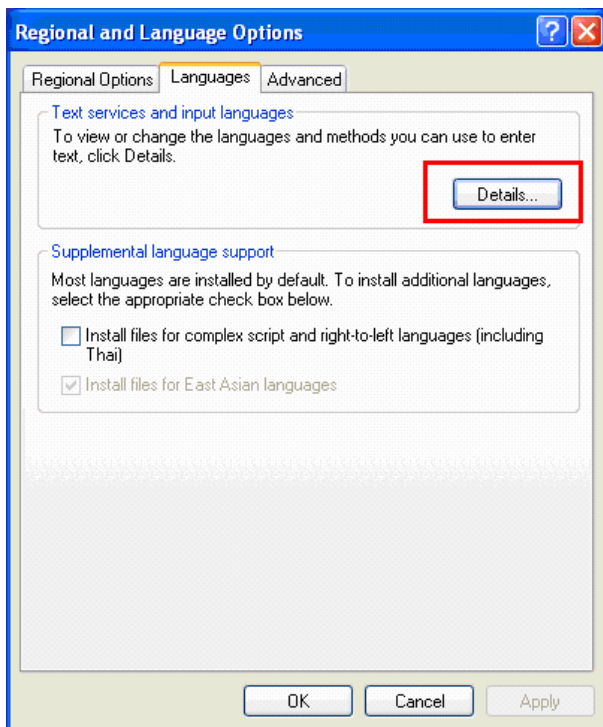 Regional and Language Options
Regional Options Languages Advanced
Text services and input languages
To view or change the languages and methods you can use to enter
text, click Details.
Details...
Supplemental language support
Most languages are installed by default. To install additional languages,
select the appropriate check box below.
Install files for complex script and right-to-left languages (including
Thai)
Install files for East Asian languages
OK Cancel Apply